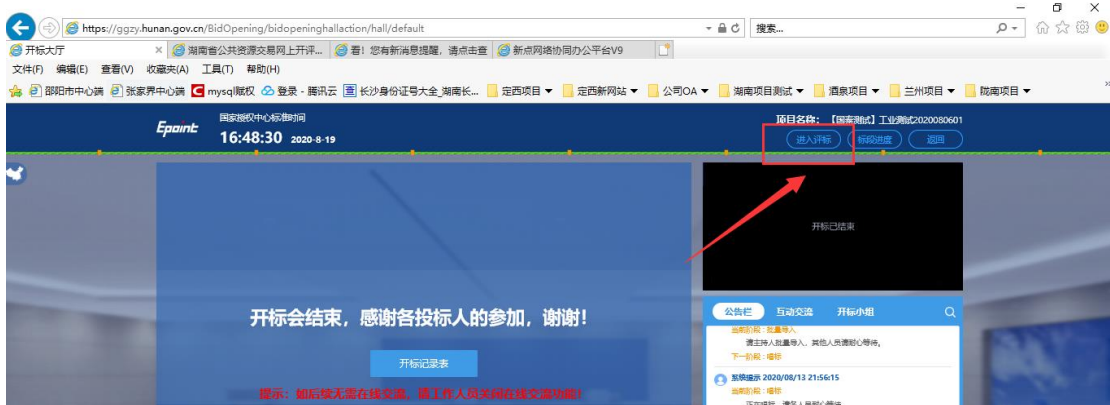 https://ggzy.hunan.gov.cn/BidOpening/bidopeninghallaction/hall/default
搜索...
开标大厅
湖南省公共资源交易网上开评...
看！您有新消息提醒，请点击查
新点网络协同办公平台V9
文件(F) 编辑(E) 查看(V) 收藏夹(A) 工具(T) 帮助(H)
邵阳市中心端 张家界中心端 mysql赋权 登录 - 腾讯云 长沙身份证号大全_湖南长... 定西项目 定西新网站 公司OA 湖南项目测试 酒泉项目 兰州项目 陇南项目
Epoint
国家授权中心标准时间
16:48:30 2020-8-19
项目名称：【国泰测试】工业测试2020080601
进入评标 标段进度 返回
开标已结束
开标会结束，感谢各投标人的参加，谢谢！
开标记录表
提示：如后续无需在线交流，请工作人员关闭在线交流功能！
公告栏 互动交流 开标小组
当前阶段：批量导入
请主持人批量导入，其他人员请耐心等待。
下一阶段：唱标
系统提示 2020/08/13 21:56:15
当前阶段：唱标